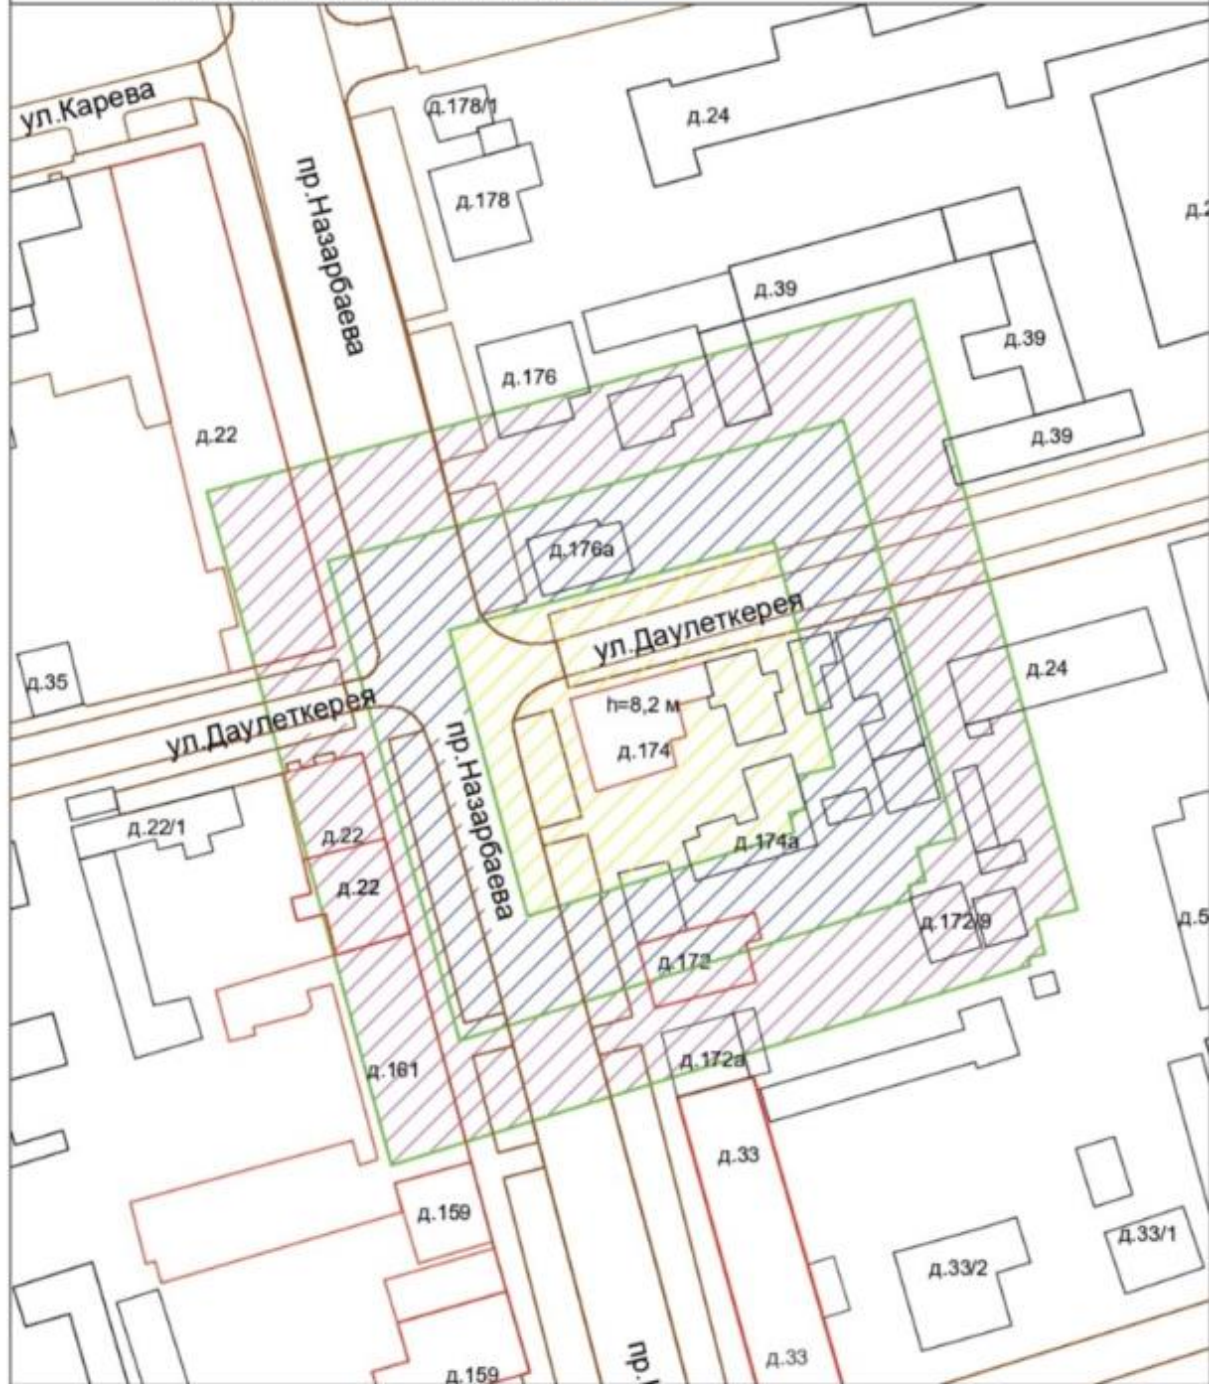 ул.Карева
д.178/1
д.24
пр.Назарбаева
д.178
д.39
д.39
д.176
д.22
д.39
д.176а
ул.Даулеткерея
д.35
д.24
ул.Даулеткерея
h=8,2 м
пр.Назарбаева
д.174
д.22/1
д.22
д.174а
д.22
д.172/9
д.172
д.161
д.172а
д.33
д.159
д.33/1
д.33/2
д.33
д.159